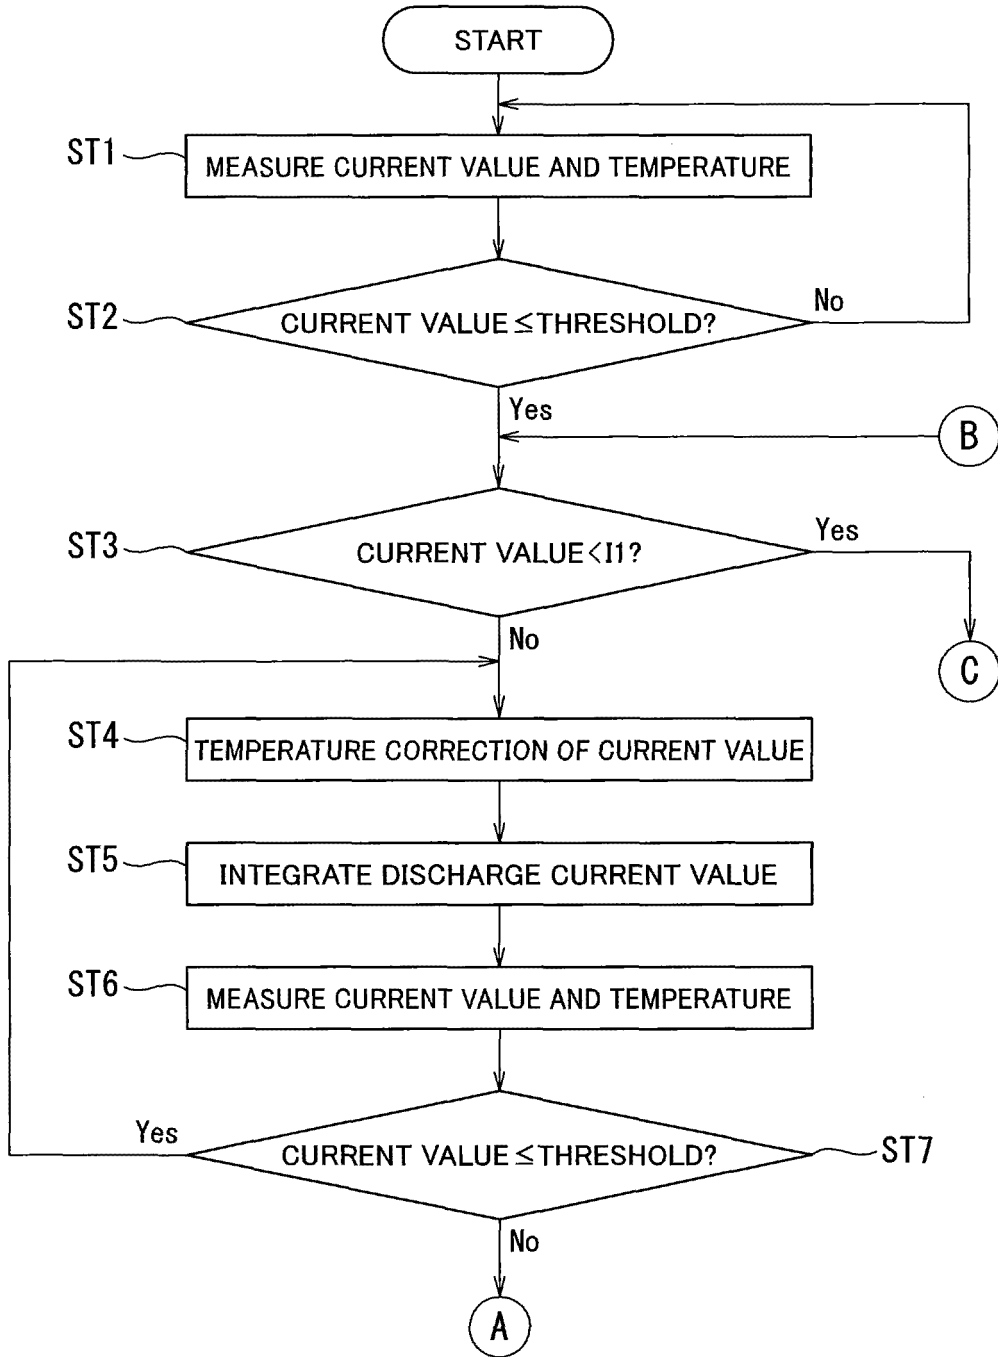 START
ST1
MEASURE CURRENT VALUE AND TEMPERATURE
ST2
CURRENT VALUE≦THRESHOLD?
No
Yes
B
ST3
CURRENT VALUE<I1?
Yes
No
C
ST4
TEMPERATURE CORRECTION OF CURRENT VALUE
ST5
INTEGRATE DISCHARGE CURRENT VALUE
ST6
MEASURE CURRENT VALUE AND TEMPERATURE
Yes
CURRENT VALUE≦THRESHOLD?
ST7
No
A